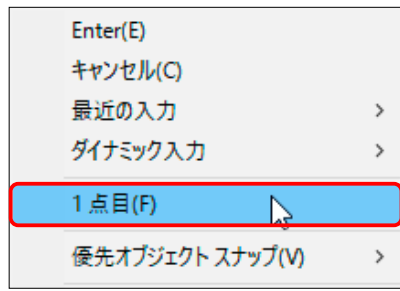 Enter(E)
キャンセル(C)
最近の入力
ダイナミック入力
1 点目(F)
優先オブジェクト スナップ(V)